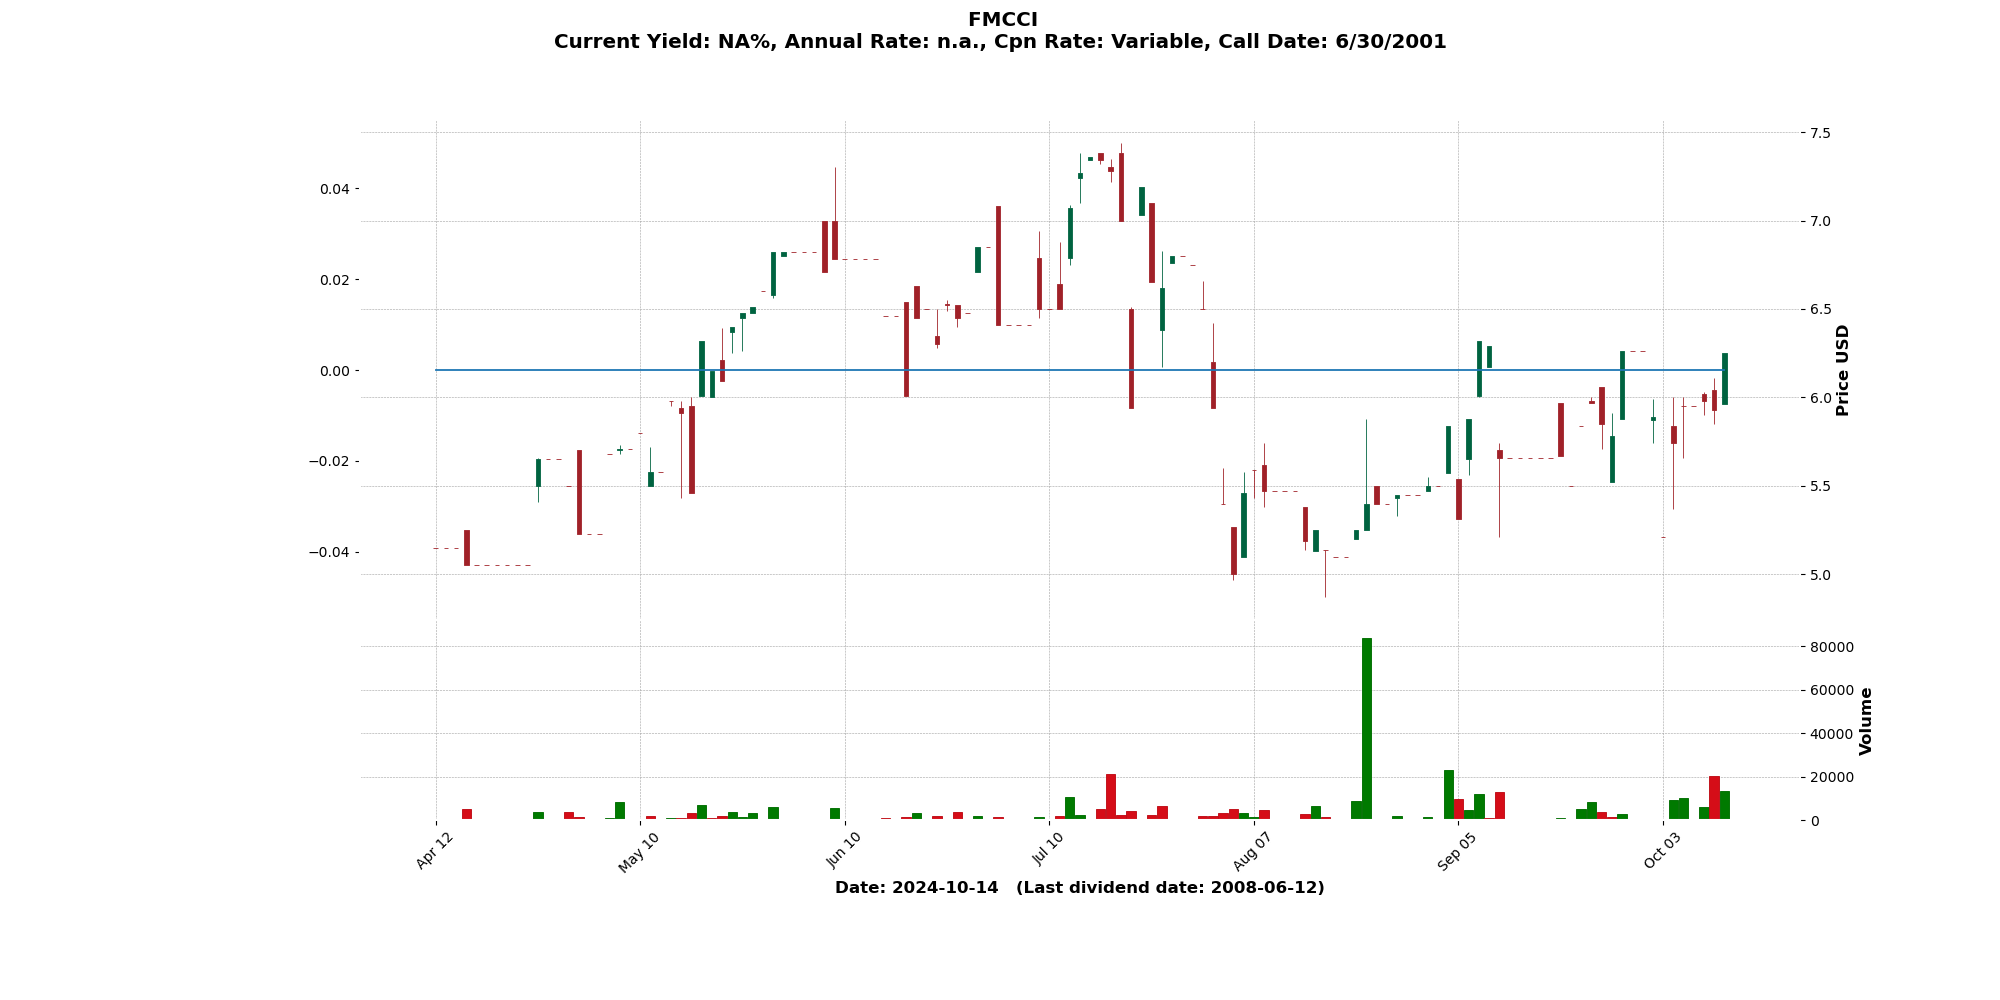 FMCCI
Current Yield: NA%, Annual Rate: n.a., Cpn Rate: Variable, Call Date: 6/30/2001
7.5
0.04
7.0
0.02
6.5
0.00
6.0
−0.02
5.5
−0.04
5.0
Price USD
80000
60000
40000
20000
0
Volume
Apr 12
May 10
Jun 10
Jul 10
Aug 07
Sep 05
Oct 03
Date: 2024-10-14   (Last dividend date: 2008-06-12)